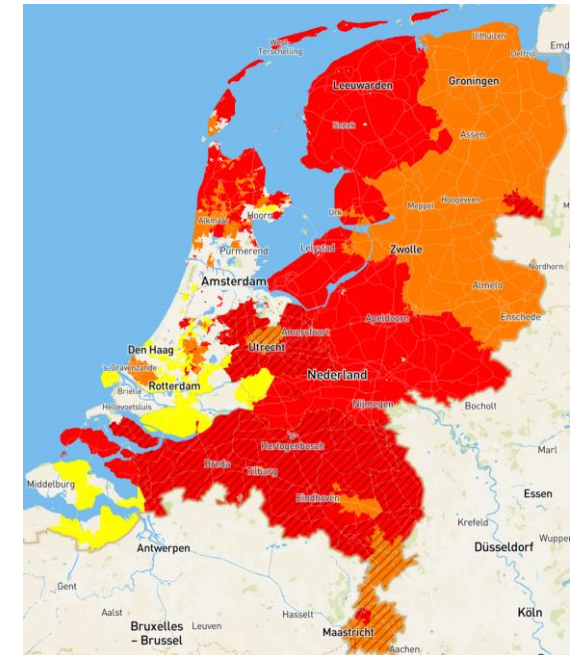 Uithuizen
Emd
West-
Terschelling
Delfzijl
Leeuwarden
Groningen
Sneek
Assen
Hoogeveen
Meppel
Urk
Hoorn
Alkmaar
Purmerend
Lelystad
Zwolle
Nordhorn
Amsterdam
Almelo
Enschede
Apeldoorn
Amersfoort
Utrecht
Den Haag
's-Gravenzande
Rotterdam
Nederland
Brielle
Hellevoetsluis
Nijmegen
Bocholt
Hertogenbosch
Marl
Breda
Tilburg
Middelburg
Eindhoven
Essen
Krefeld
Wuppe
Düsseldorf
Antwerpen
Gent
Aalst
Hasselt
Köln
Bruxelles
- Brussel
Leuven
Maastricht
Aachen